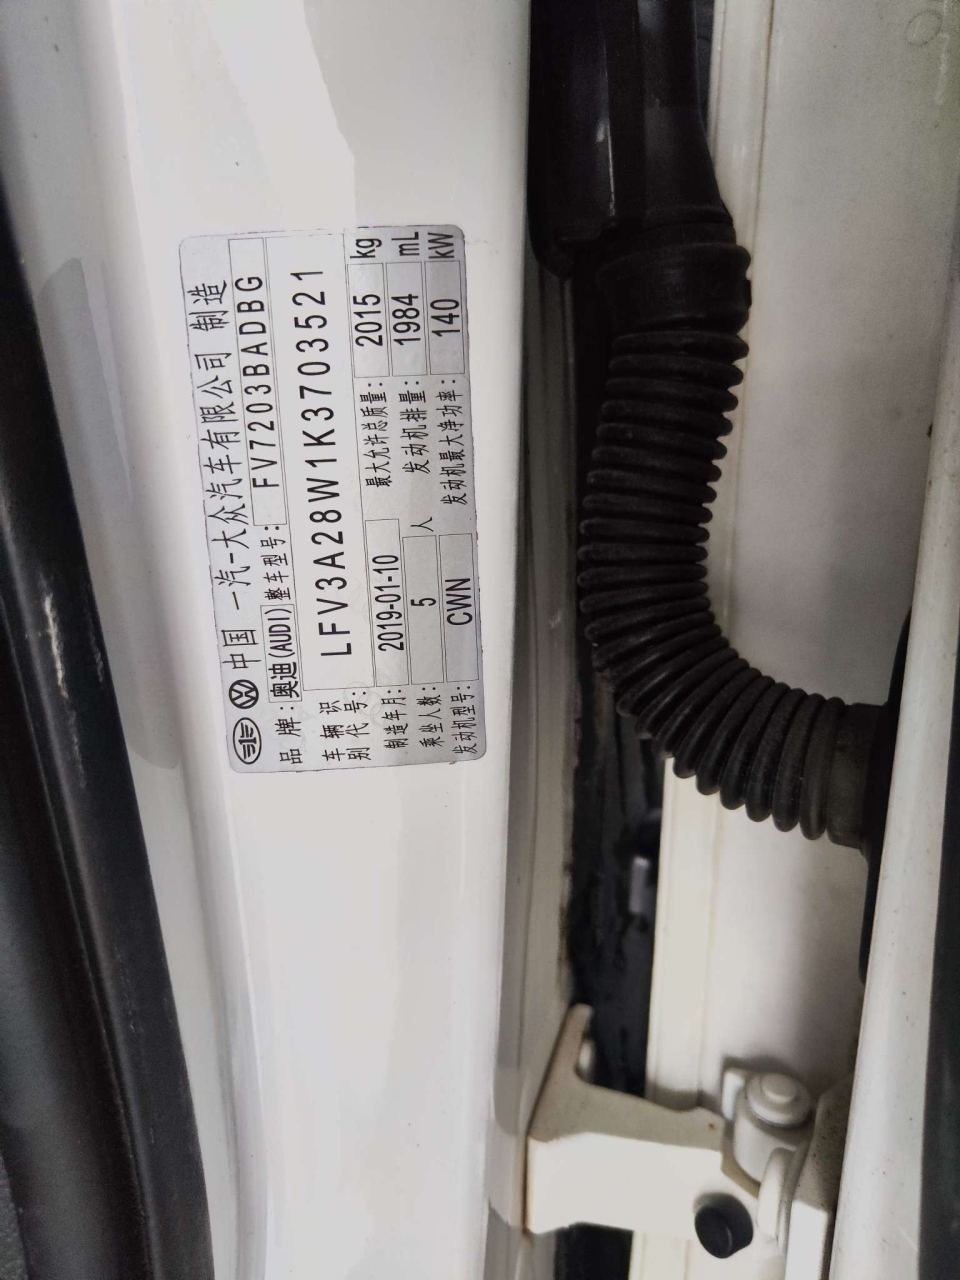 中国 一汽-大众汽车有限公司 制造
品牌: 奥迪(AUDI) 整车型号: FV7203BADBG
车辆识别代号: LFV3A28W1K3703521
制造年月: 2019-01-10 最大允许总质量: 2015 kg
乘坐人数: 5 人 发动机排量: 1984 mL
发动机型号: CWN 发动机最大净功率: 140 kW